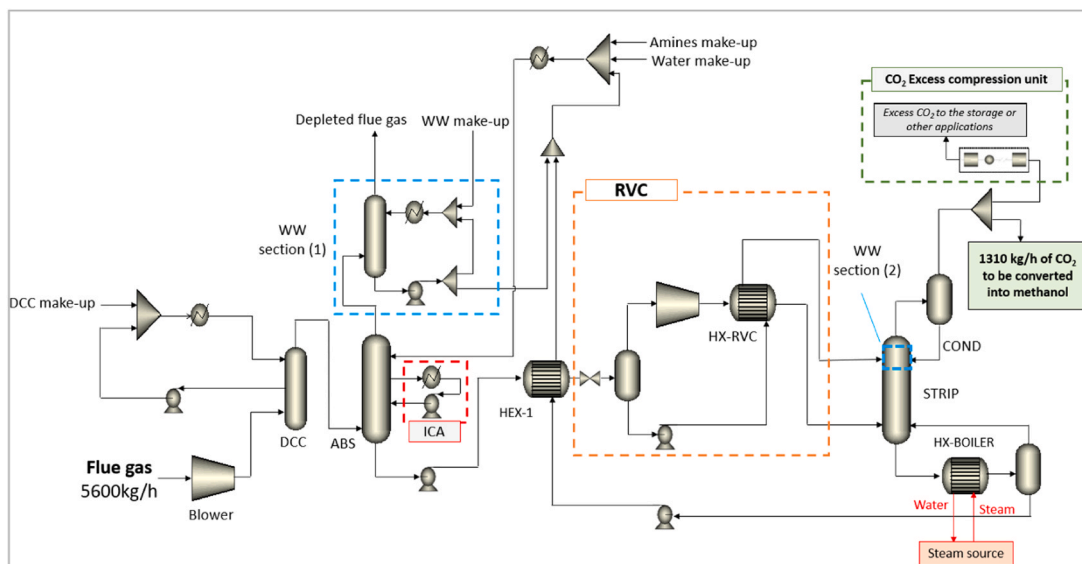 Amines make-up
Water make-up
CO₂ Excess compression unit
Excess CO₂ to the storage or
other applications
Depleted flue gas
WW make-up
RVC
WW
section (1)
WW
section (2)
1310 kg/h of CO₂
to be converted
into methanol
DCC make-up
HX-RVC
COND
HEX-1
STRIP
ICA
DCC
ABS
HX-BOILER
Flue gas
5600kg/h
Blower
Water
Steam
Steam source